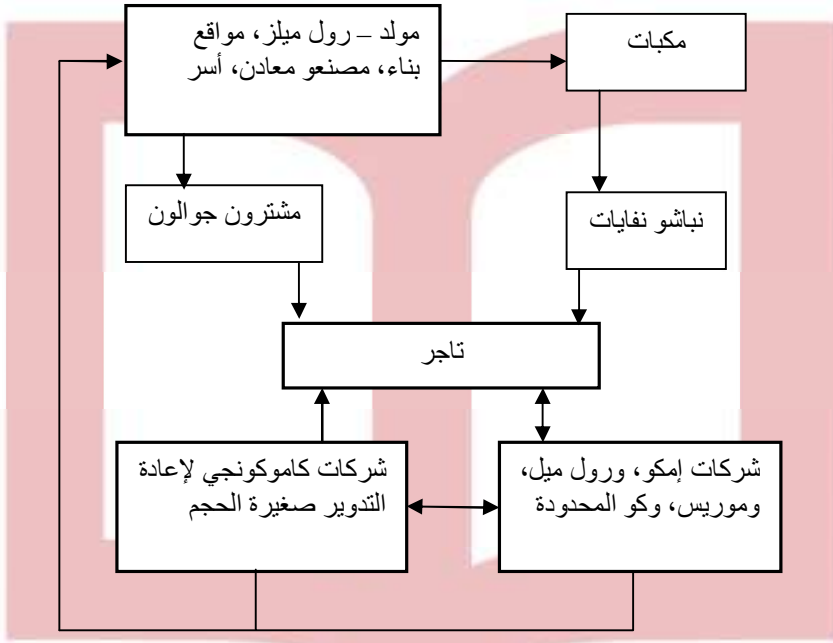 مولد – رول ميلز، مواقع
بناء، مصنعو معادن، أسر
مكبات
مشترون جوالون
نباشو نفايات
تاجر
شركات كاموكونجي لإعادة
التدوير صغيرة الحجم
شركات إمكو، ورول ميل،
وموريس، وكو المحدودة